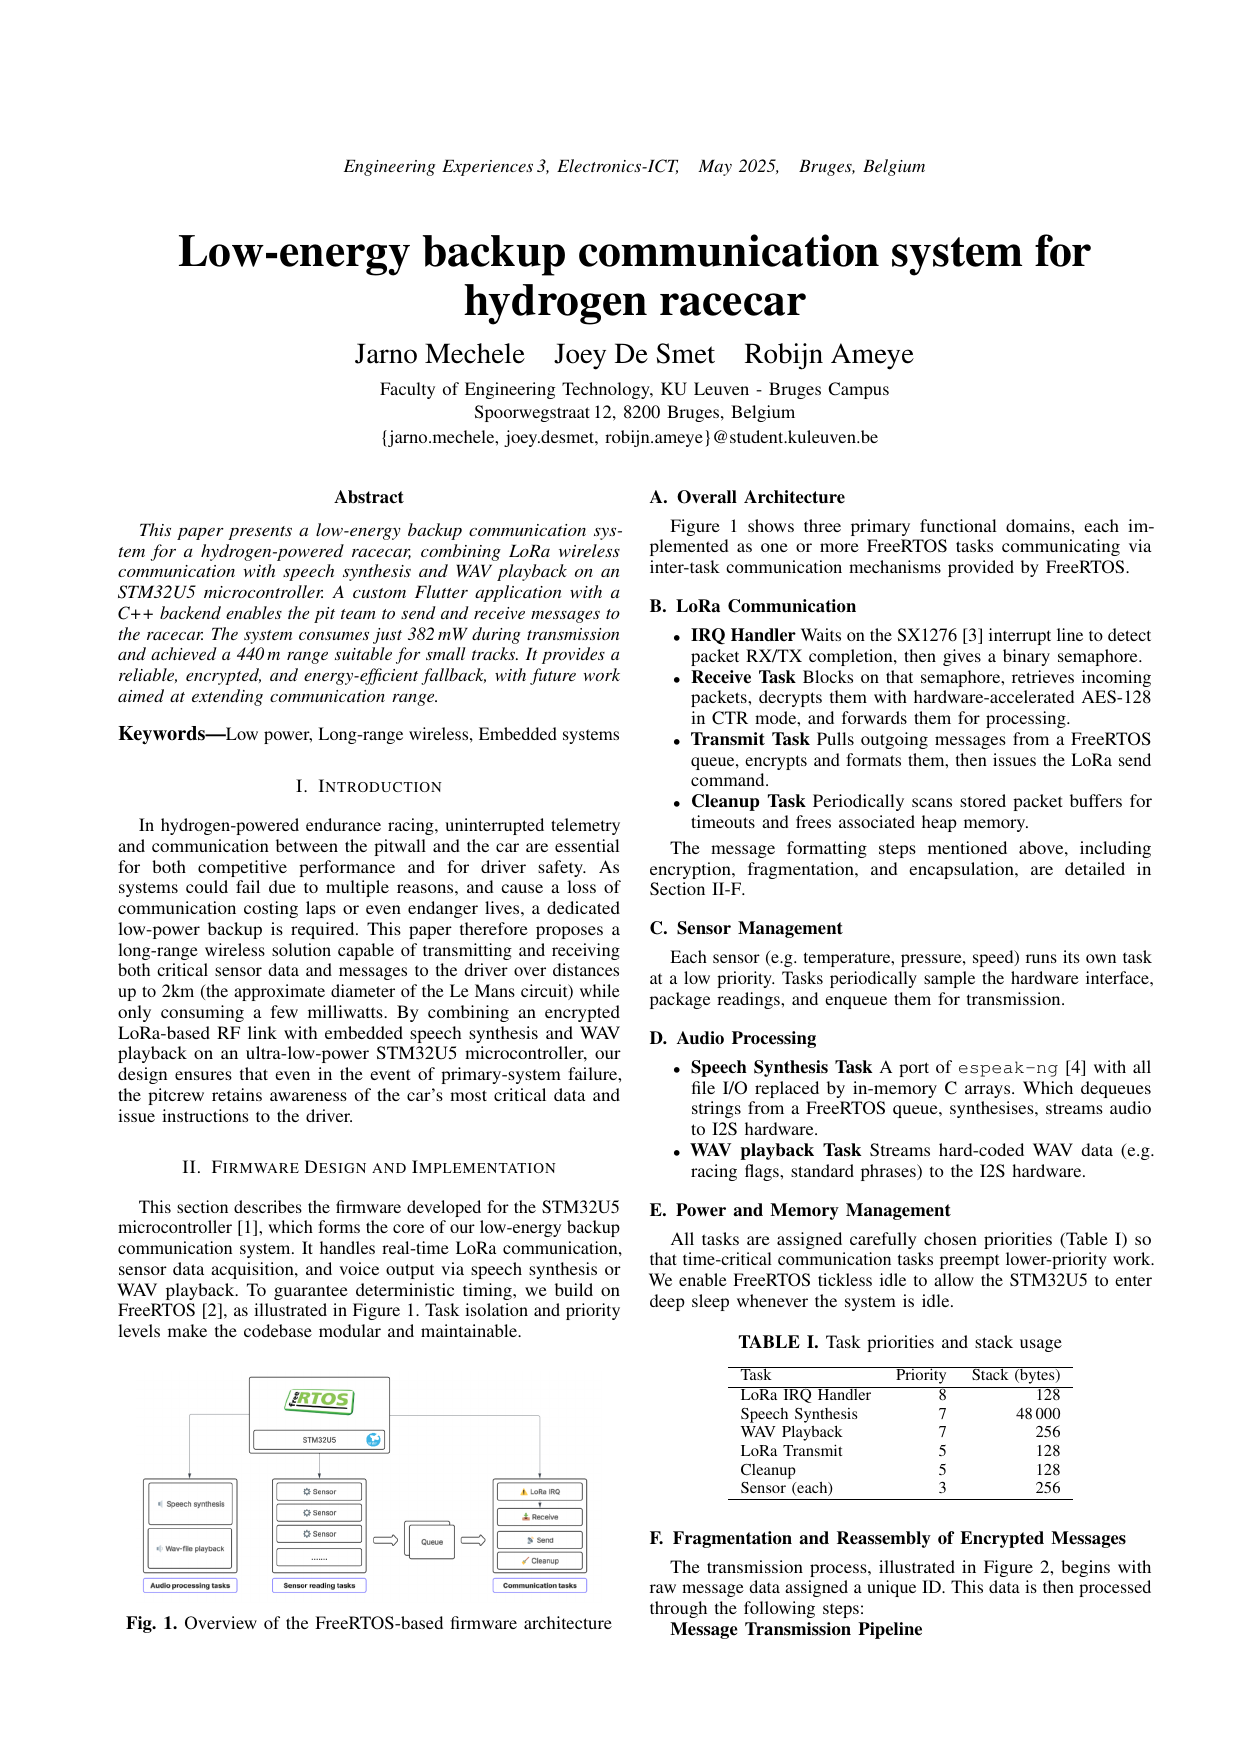 Engineering Experiences 3, Electronics-ICT, May 2025, Bruges, Belgium
Low-energy backup communication system for
hydrogen racecar
Jarno Mechele Joey De Smet Robijn Ameye
Faculty of Engineering Technology, KU Leuven - Bruges Campus
Spoorwegstraat 12, 8200 Bruges, Belgium
{jarno.mechele, joey.desmet, robijn.ameye}@student.kuleuven.be
Abstract
This paper presents a low-energy backup communication sys-
tem for a hydrogen-powered racecar, combining LoRa wireless
communication with speech synthesis and WAV playback on an
STM32U5 microcontroller. A custom Flutter application with a
C++ backend enables the pit team to send and receive messages to
the racecar. The system consumes just 382 mW during transmission
and achieved a 440 m range suitable for small tracks. It provides a
reliable, encrypted, and energy-efficient fallback, with future work
aimed at extending communication range.
Keywords—Low power, Long-range wireless, Embedded systems
I. INTRODUCTION
In hydrogen-powered endurance racing, uninterrupted telemetry
and communication between the pitwall and the car are essential
for both competitive performance and for driver safety. As
systems could fail due to multiple reasons, and cause a loss of
communication costing laps or even endanger lives, a dedicated
low-power backup is required. This paper therefore proposes a
long-range wireless solution capable of transmitting and receiving
both critical sensor data and messages to the driver over distances
up to 2km (the approximate diameter of the Le Mans circuit) while
only consuming a few milliwatts. By combining an encrypted
LoRa-based RF link with embedded speech synthesis and WAV
playback on an ultra-low-power STM32U5 microcontroller, our
design ensures that even in the event of primary-system failure,
the pitcrew retains awareness of the car's most critical data and
issue instructions to the driver.
II. FIRMWARE DESIGN AND IMPLEMENTATION
This section describes the firmware developed for the STM32U5
microcontroller [1], which forms the core of our low-energy backup
communication system. It handles real-time LoRa communication,
sensor data acquisition, and voice output via speech synthesis or
WAV playback. To guarantee deterministic timing, we build on
FreeRTOS [2], as illustrated in Figure 1. Task isolation and priority
levels make the codebase modular and maintainable.
free RTOS
STM32U5
Speech synthesis
Wav-file playback
Audio processing tasks
Sensor
Sensor
Sensor
.......
Sensor reading tasks
Queue
LoRa IRQ
Receive
Send
Cleanup
Communication tasks
Fig. 1. Overview of the FreeRTOS-based firmware architecture
A. Overall Architecture
Figure 1 shows three primary functional domains, each im-
plemented as one or more FreeRTOS tasks communicating via
inter-task communication mechanisms provided by FreeRTOS.
B. LoRa Communication
• IRQ Handler Waits on the SX1276 [3] interrupt line to detect
packet RX/TX completion, then gives a binary semaphore.
• Receive Task Blocks on that semaphore, retrieves incoming
packets, decrypts them with hardware-accelerated AES-128
in CTR mode, and forwards them for processing.
• Transmit Task Pulls outgoing messages from a FreeRTOS
queue, encrypts and formats them, then issues the LoRa send
command.
• Cleanup Task Periodically scans stored packet buffers for
timeouts and frees associated heap memory.
The message formatting steps mentioned above, including
encryption, fragmentation, and encapsulation, are detailed in
Section II-F.
C. Sensor Management
Each sensor (e.g. temperature, pressure, speed) runs its own task
at a low priority. Tasks periodically sample the hardware interface,
package readings, and enqueue them for transmission.
D. Audio Processing
• Speech Synthesis Task A port of espeak-ng [4] with all
file I/O replaced by in-memory C arrays. Which dequeues
strings from a FreeRTOS queue, synthesises, streams audio
to I2S hardware.
• WAV playback Task Streams hard-coded WAV data (e.g.
racing flags, standard phrases) to the I2S hardware.
E. Power and Memory Management
All tasks are assigned carefully chosen priorities (Table I) so
that time-critical communication tasks preempt lower-priority work.
We enable FreeRTOS tickless idle to allow the STM32U5 to enter
deep sleep whenever the system is idle.
TABLE I. Task priorities and stack usage
Task Priority Stack (bytes)
LoRa IRQ Handler 8 128
Speech Synthesis 7 48 000
WAV Playback 7 256
LoRa Transmit 5 128
Cleanup 5 128
Sensor (each) 3 256
F. Fragmentation and Reassembly of Encrypted Messages
The transmission process, illustrated in Figure 2, begins with
raw message data assigned a unique ID. This data is then processed
through the following steps:
Message Transmission Pipeline